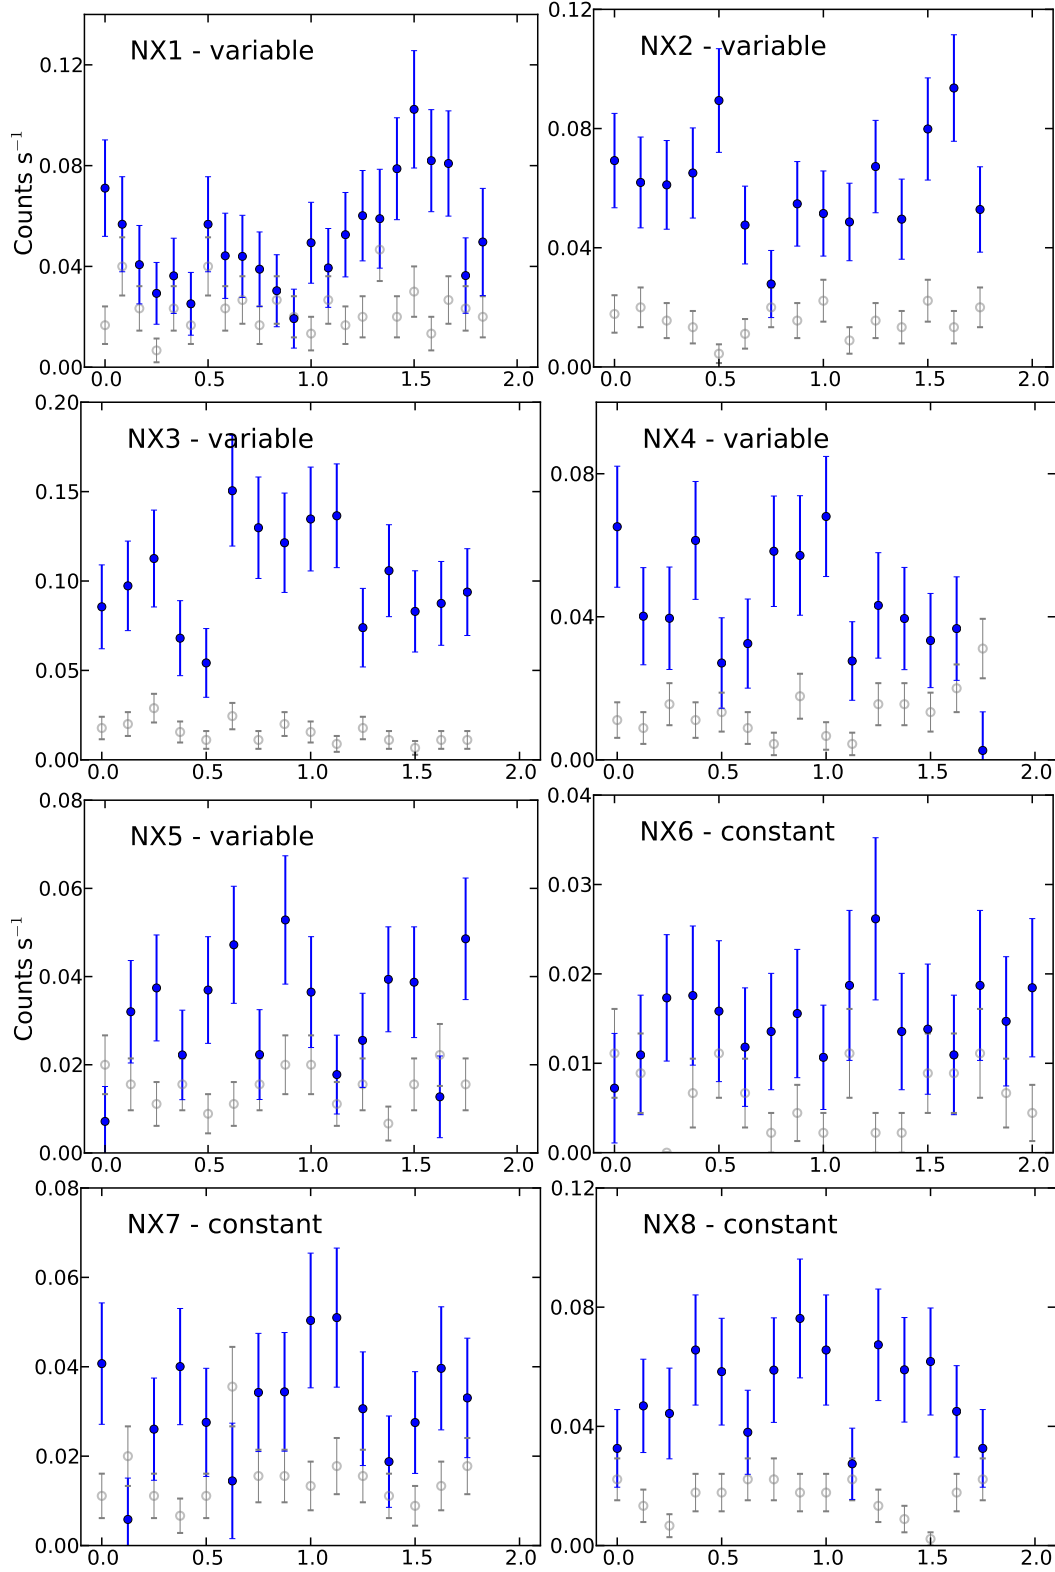 NX1 - variable
NX2 - variable
0.12
0.08
0.04
0.00
Counts s⁻¹
0.0 0.5 1.0 1.5 2.0
0.12
0.08
0.04
0.00
0.0 0.5 1.0 1.5 2.0
NX3 - variable
NX4 - variable
0.20
0.15
0.10
0.05
0.00
0.0 0.5 1.0 1.5 2.0
0.08
0.04
0.00
0.0 0.5 1.0 1.5 2.0
NX5 - variable
NX6 - constant
0.08
0.06
0.04
0.02
0.00
Counts s⁻¹
0.0 0.5 1.0 1.5 2.0
0.04
0.03
0.02
0.01
0.00
0.0 0.5 1.0 1.5 2.0
NX7 - constant
NX8 - constant
0.08
0.06
0.04
0.02
0.00
0.0 0.5 1.0 1.5 2.0
0.12
0.08
0.04
0.00
0.0 0.5 1.0 1.5 2.0